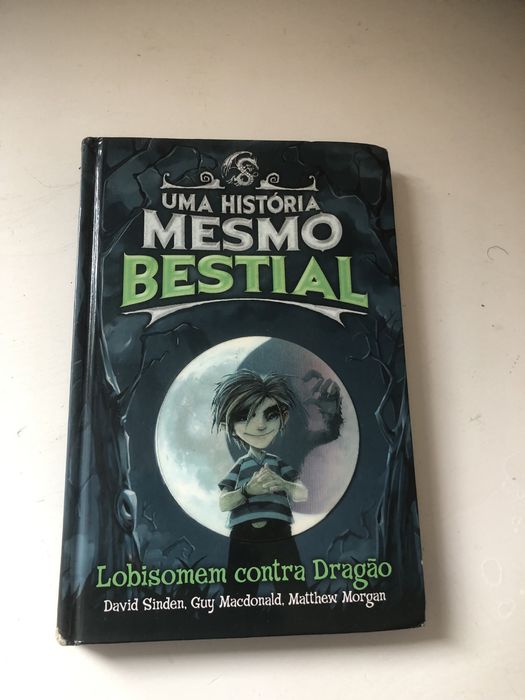 UMA HISTÓRIA
MESMO
BESTIAL
Lobisomem contra Dragão
David Sinden, Guy Macdonald, Matthew Morgan